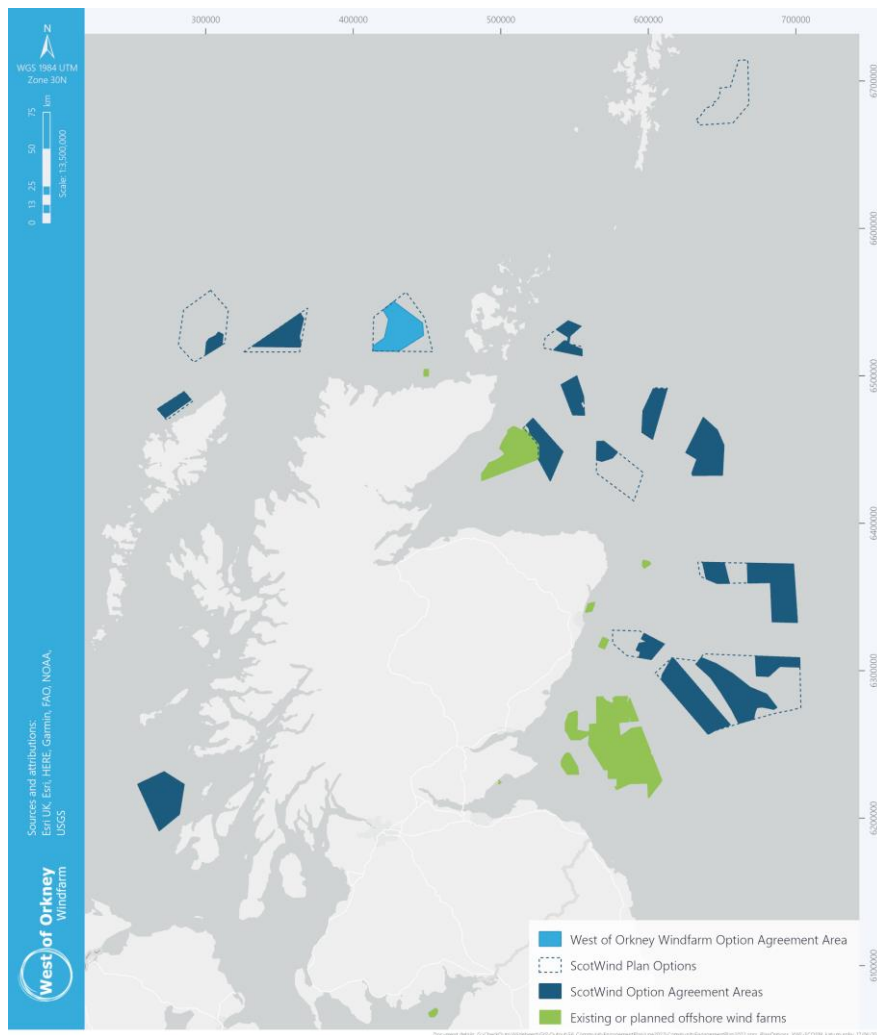 300000 400000 500000 600000 700000
N
WGS 1984 UTM
Zone 30N
0 13 25 50 75
km
Scale: 1:3,500,000
6700000
6600000
6500000
6400000
6300000
6200000
6100000
Sources and attributions:
Esri UK, Esri, HERE, Garmin, FAO, NOAA,
USGS
West of Orkney
Windfarm
West of Orkney Windfarm Option Agreement Area
ScotWind Plan Options
ScotWind Option Agreement Areas
Existing or planned offshore wind farms